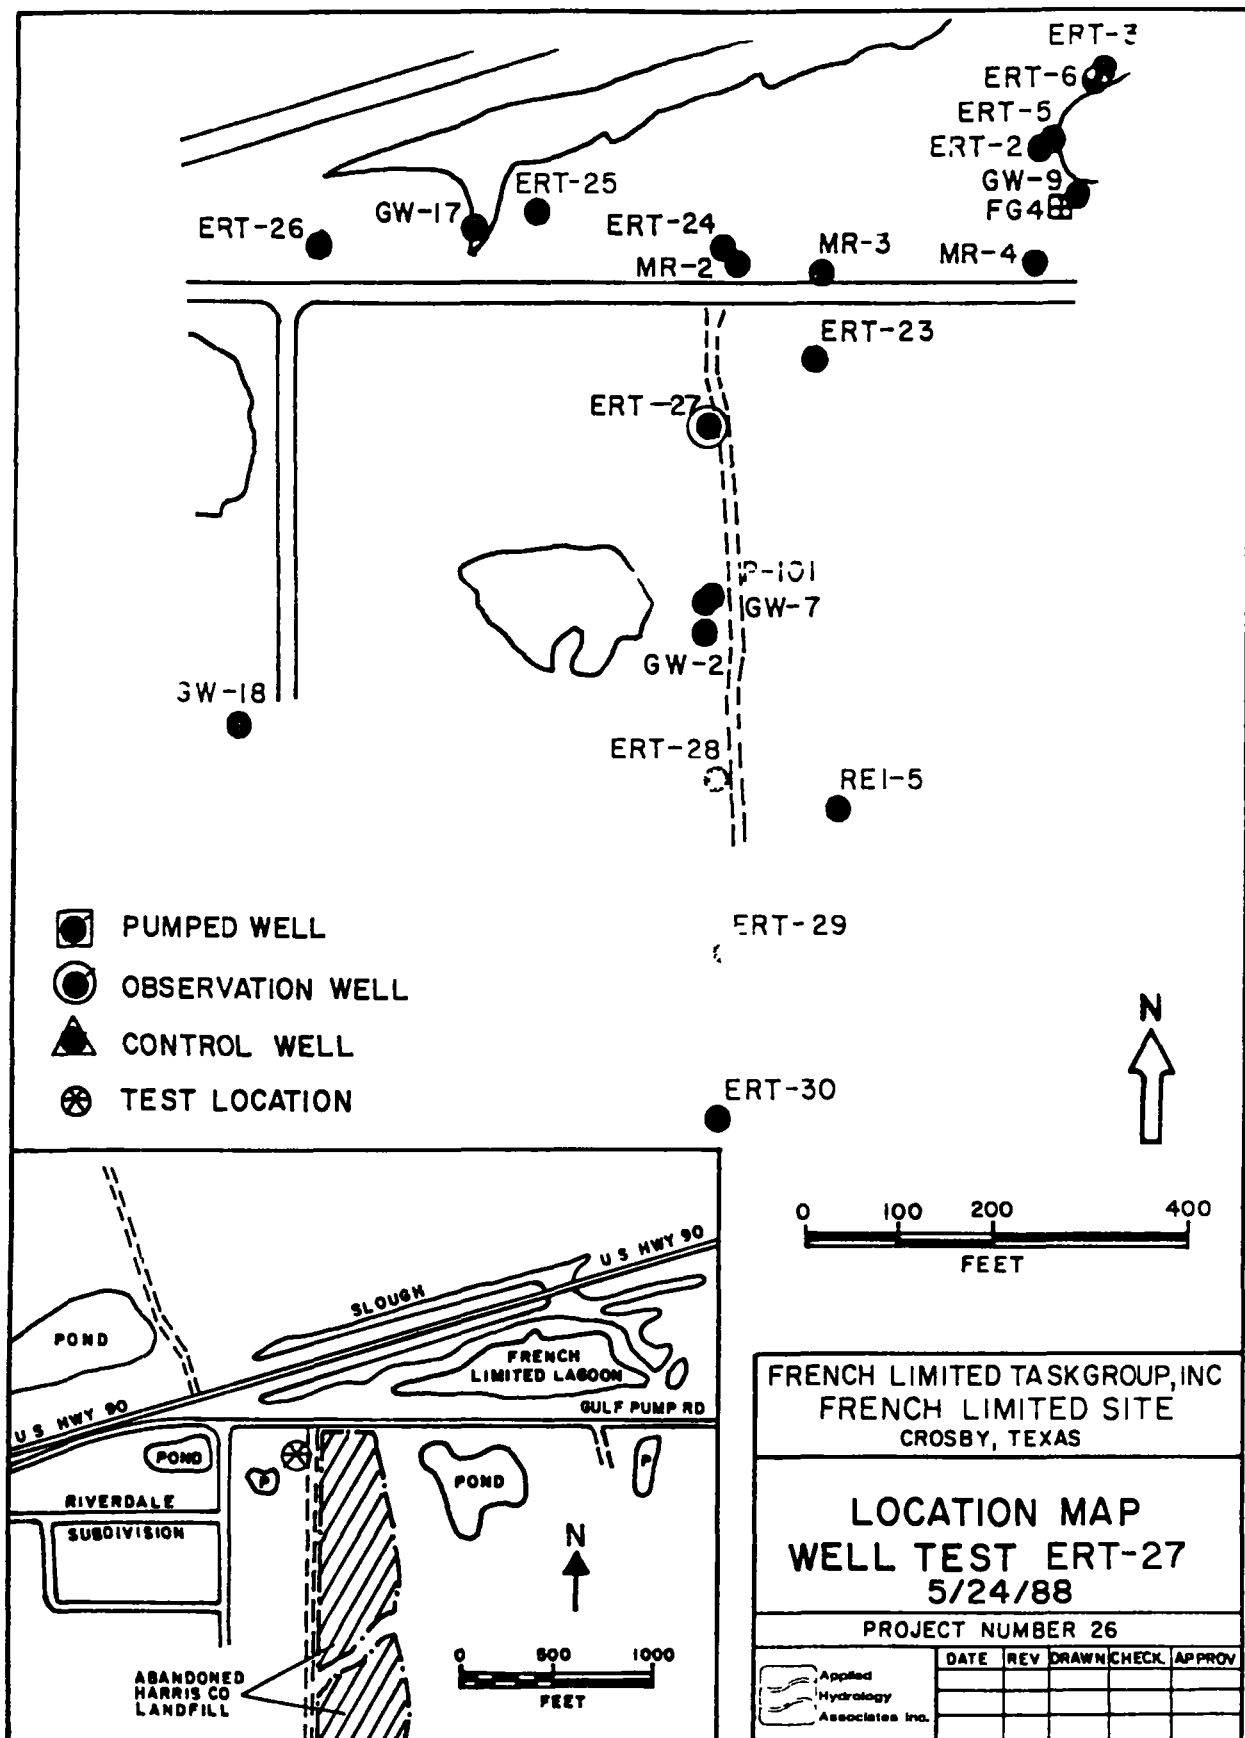 ERT-3
ERT-6
ERT-5
ERT-2
GW-9
FG4
ERT-25
GW-17
ERT-26
ERT-24
MR-2
MR-3
MR-4
ERT-23
ERT-27
P-101
GW-7
GW-2
GW-18
ERT-28
REI-5
ERT-29
ERT-30
PUMPED WELL
OBSERVATION WELL
CONTROL WELL
TEST LOCATION
N
0 100 200 400
FEET
U S HWY 90
SLOUGH
POND
FRENCH
LIMITED LAGOON
GULF PUMP RD
U S HWY 90
POND
P
POND
P
RIVERDALE
SUBDIVISION
N
0 500 1000
FEET
ABANDONED
HARRIS CO
LANDFILL
FRENCH LIMITED TASKGROUP, INC
FRENCH LIMITED SITE
CROSBY, TEXAS
LOCATION MAP
WELL TEST ERT-27
5/24/88
PROJECT NUMBER 26
DATE REV DRAWN CHECK. APPROV
Applied
Hydrology
Associates Inc.